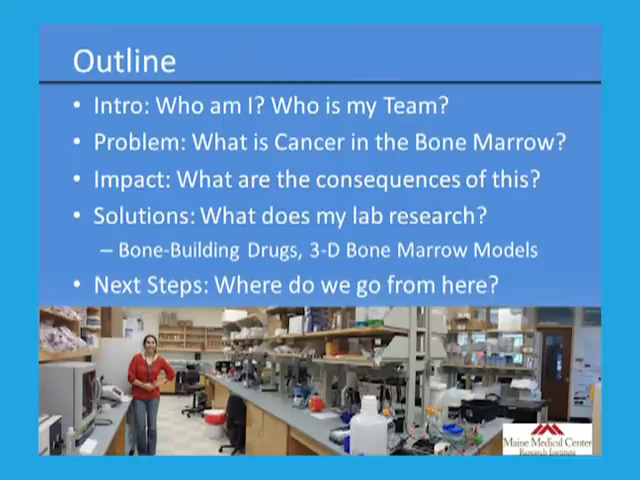 Outline
• Intro: Who am I? Who is my Team?
• Problem: What is Cancer in the Bone Marrow?
• Impact: What are the consequences of this?
• Solutions: What does my lab research?
– Bone-Building Drugs, 3-D Bone Marrow Models
• Next Steps: Where do we go from here?
Maine Medical Center
Research Institute